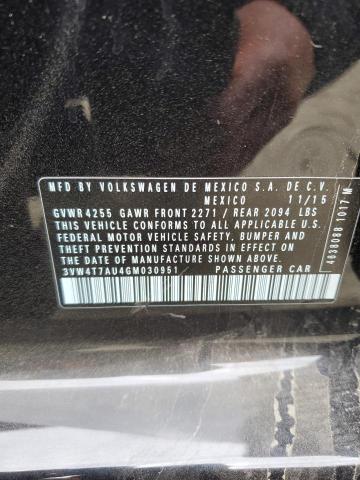 MFD BY VOLKSWAGEN DE MEXICO S.A. DE C.V.
MEXICO 11/15
GVWR 4255 GAWR FRONT 2271 / REAR 2094 LBS
THIS VEHICLE CONFORMS TO ALL APPLICABLE U.S.
FEDERAL MOTOR VEHICLE SAFETY, BUMPER AND
THEFT PREVENTION STANDARDS IN EFFECT ON THE
DATE OF MANUFACTURE SHOWN ABOVE.
3VW4T7AU4GM030951 PASSENGER CAR
4038088 1017-M